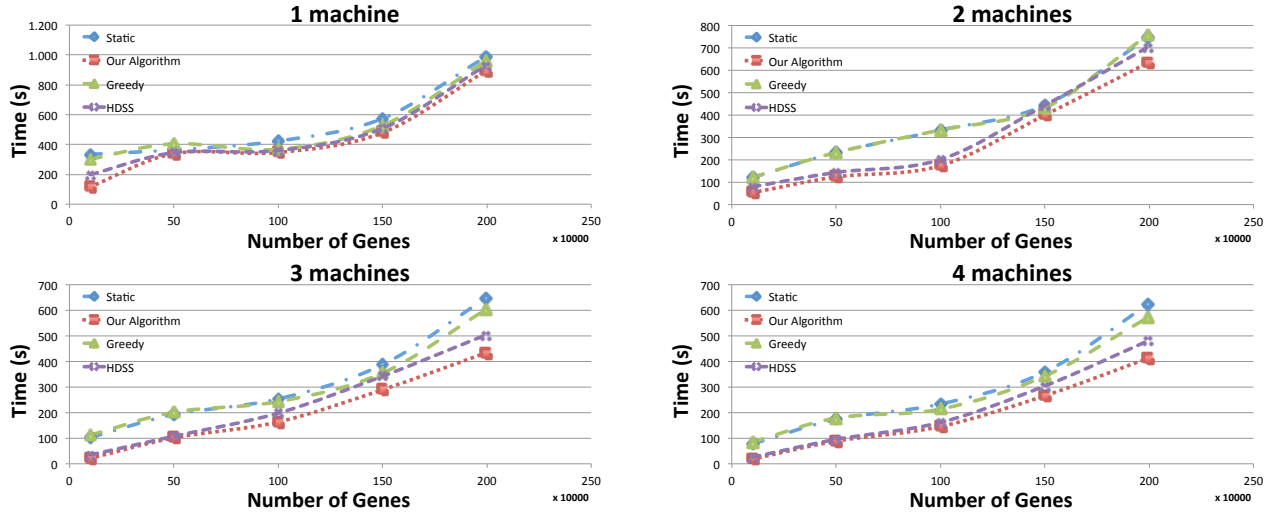 1 machine
Time (s)
1.200
1.000
800
600
400
200
0
Static
Our Algorithm
Greedy
HDSS
0 50 100 150 200 250
Number of Genes
x 10000
2 machines
Time (s)
800
700
600
500
400
300
200
100
0
Static
Our Algorithm
Greedy
HDSS
0 50 100 150 200 250
Number of Genes
x 10000
3 machines
Time (s)
700
600
500
400
300
200
100
0
Static
Our Algorithm
Greedy
HDSS
0 50 100 150 200 250
Number of Genes
x 10000
4 machines
Time (s)
700
600
500
400
300
200
100
0
Static
Our Algorithm
Greedy
HDSS
0 50 100 150 200 250
Number of Genes
x 10000